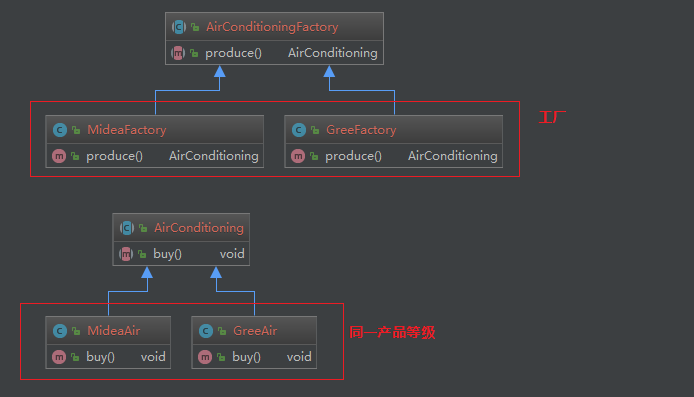 AirConditioningFactory
produce() AirConditioning
MideaFactory
produce() AirConditioning
GreeFactory
produce() AirConditioning
工厂
AirConditioning
buy() void
MideaAir
buy() void
GreeAir
buy() void
同一产品等级